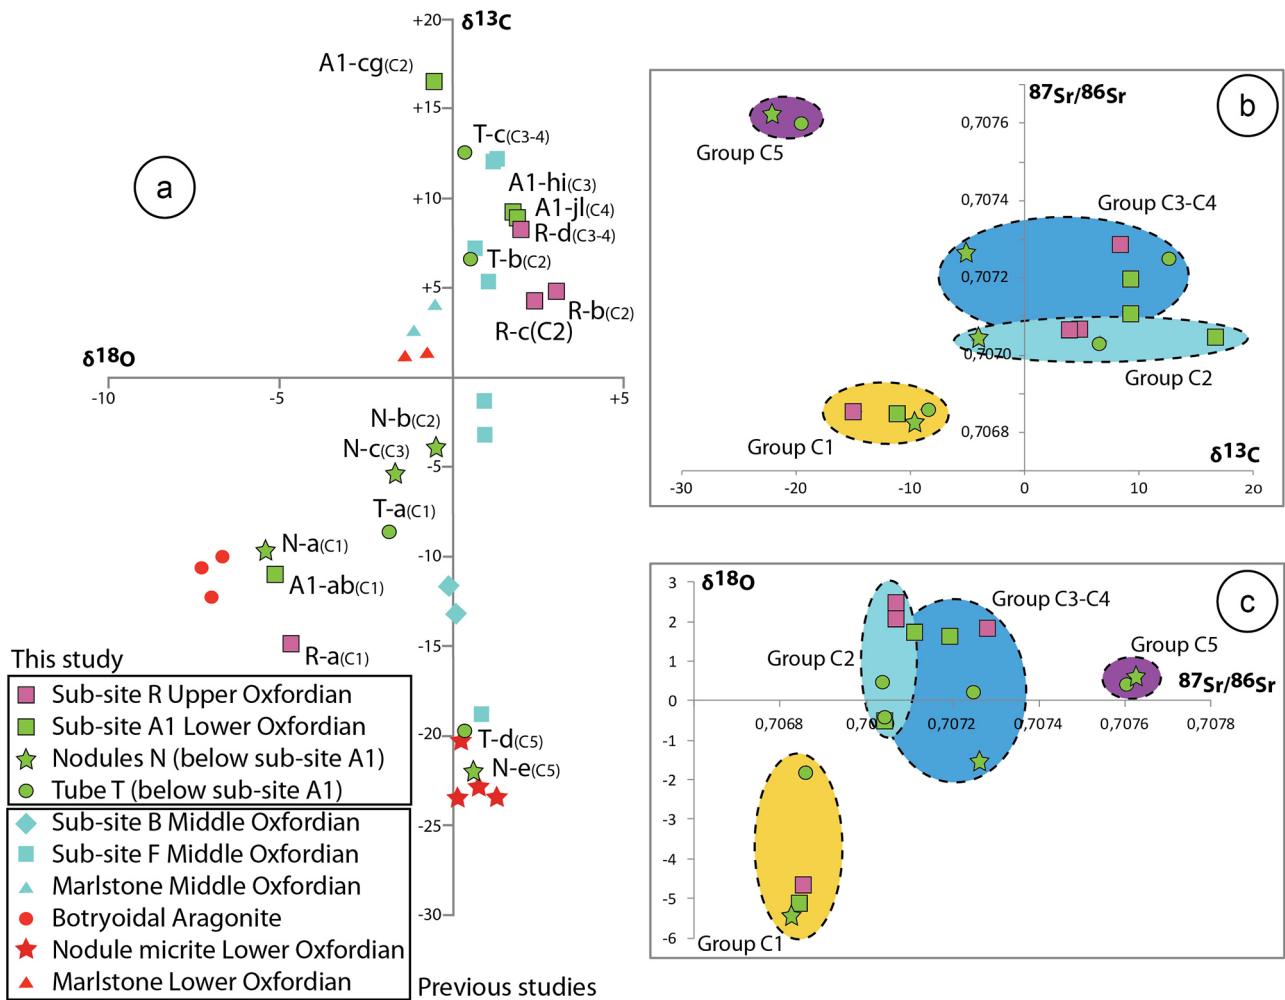 +20
δ13C
A1-cg(C2)
+15
T-c(C3-4)
a
A1-hi(C3)
+10
A1-jl(C4)
R-d(C3-4)
T-b(C2)
+5
R-b(C2)
R-c(C2)
δ18O
-10
-5
+5
N-b(C2)
N-c(C3)
-5
T-a(C1)
N-a(C1)
-10
A1-ab(C1)
-15
R-a(C1)
This study
Sub-site R Upper Oxfordian
Sub-site A1 Lower Oxfordian
Nodules N (below sub-site A1)
Tube T (below sub-site A1)
-20
T-d(C5)
N-e(C5)
Sub-site B Middle Oxfordian
Sub-site F Middle Oxfordian
Marlstone Middle Oxfordian
Botryoidal Aragonite
Nodule micrite Lower Oxfordian
Marlstone Lower Oxfordian
-25
-30
Previous studies
87Sr/86Sr
b
0,7076
Group C5
0,7074
Group C3-C4
0,7072
0,7070
Group C2
0,7068
Group C1
δ13C
-30
-20
-10
0
10
20
3
δ18O
c
Group C3-C4
2
Group C5
Group C2
1
87Sr/86Sr
0
0,7068
0,7072
0,7074
0,7076
0,7078
-1
-2
-3
-4
-5
-6
Group C1